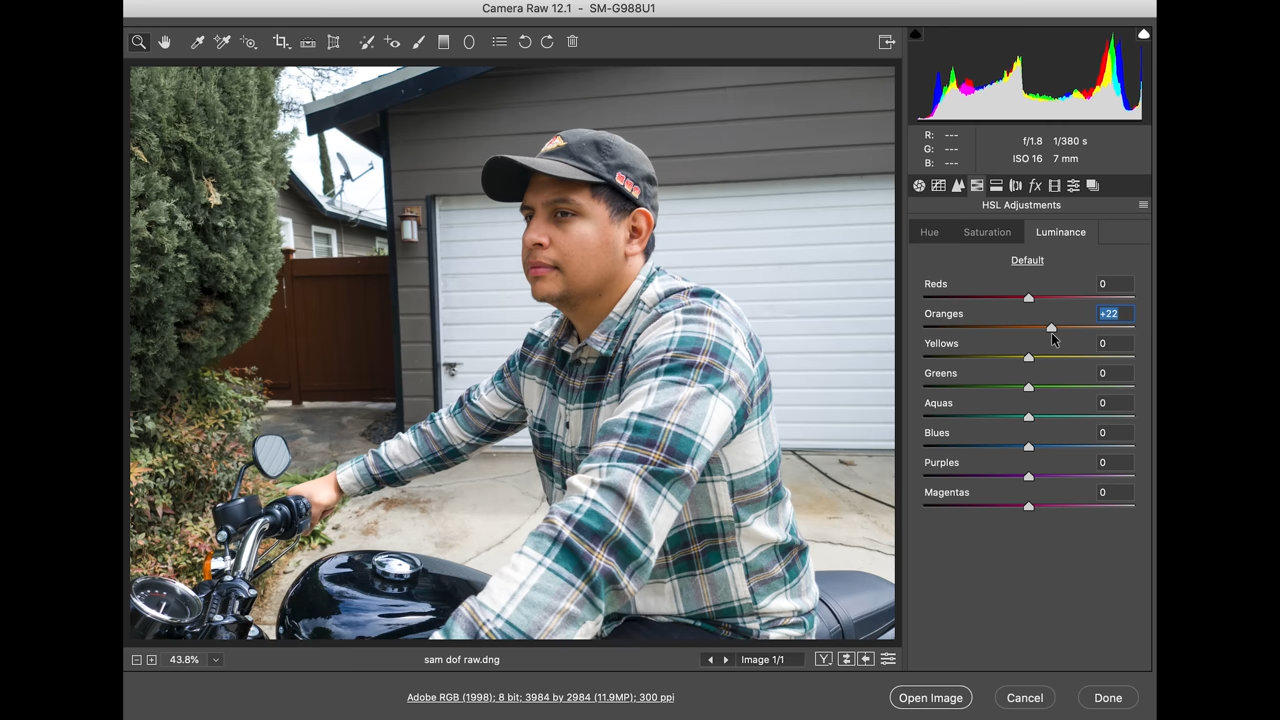 Camera Raw 12.1 - SM-G988U1
R: ---
G: ---
B: ---
f/1.8 1/380 s
ISO 16 7 mm
fx
HSL Adjustments
Hue Saturation Luminance
Default
Reds 0
Oranges +22
Yellows 0
Greens 0
Aquas 0
Blues 0
Purples 0
Magentas 0
43.8%
sam dof raw.dng
Image 1/1
Y
Adobe RGB (1998); 8 bit; 3984 by 2984 (11.9MP); 300 ppi
Open Image
Cancel
Done